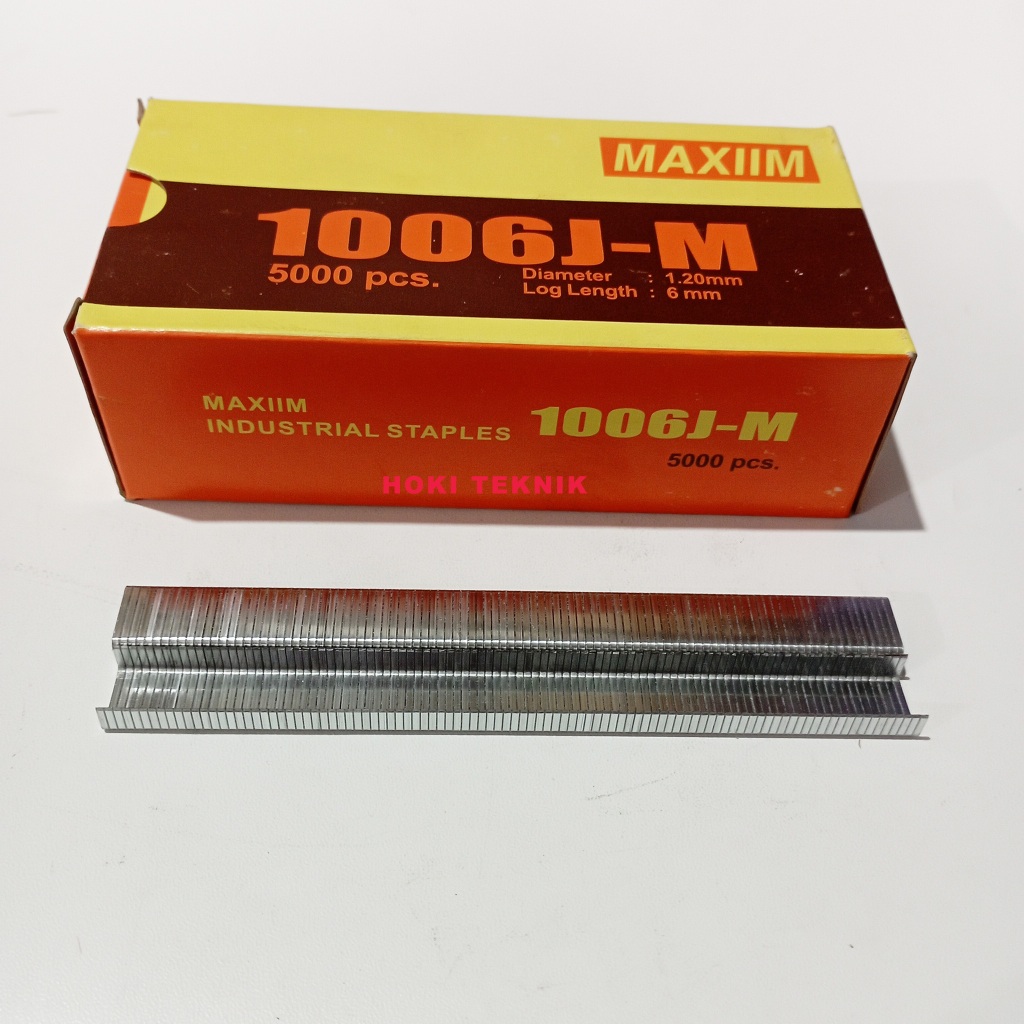 MAXIIM
1006J-M
5000 pcs.
Diameter : 1.20mm
Log Length : 6 mm
MAXIIM
INDUSTRIAL STAPLES
1006J-M
5000 pcs.
HOKI TEKNIK